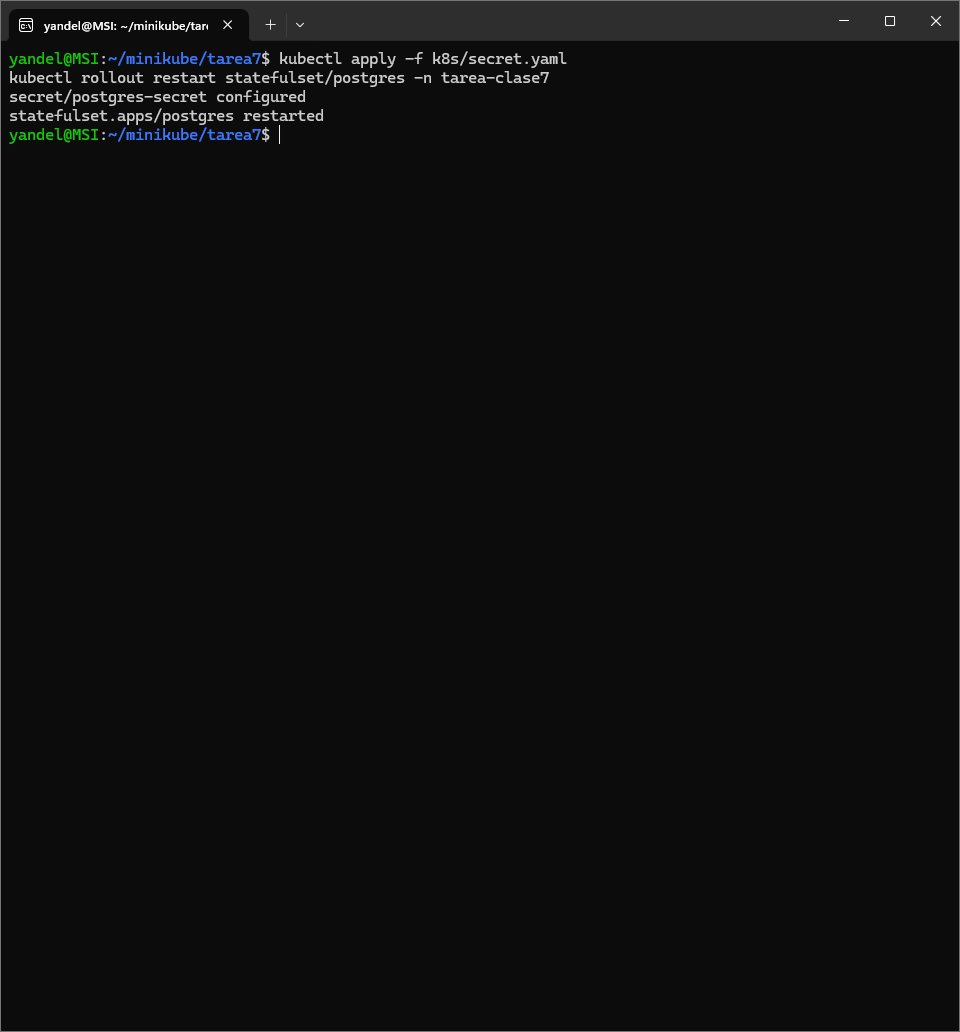 yandel@MSI: ~/minikube/tar
yandel@MSI:~/minikube/tarea7$ kubectl apply -f k8s/secret.yaml
kubectl rollout restart statefulset/postgres -n tarea-clase7
secret/postgres-secret configured
statefulset.apps/postgres restarted
yandel@MSI:~/minikube/tarea7$